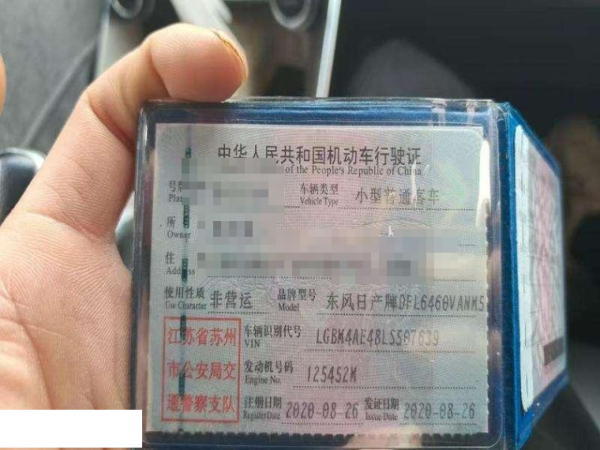 中华人民共和国机动车行驶证
of the People's Republic of China
号 车辆类型 小型普通客车
Pla Vehicle Type
所
Owner
住
Address
使用性质 非营运 品牌型号 东风日产牌DFL6460VANM5
Use Character Model
江苏省苏州 车辆识别代号 LGBM4AE48LS507639
VIN
市公安局交 发动机号码 125452M
Engine No.
通警察支队 注册日期 2020-08-26 发证日期 2020-08-26
Register Date Issue Date